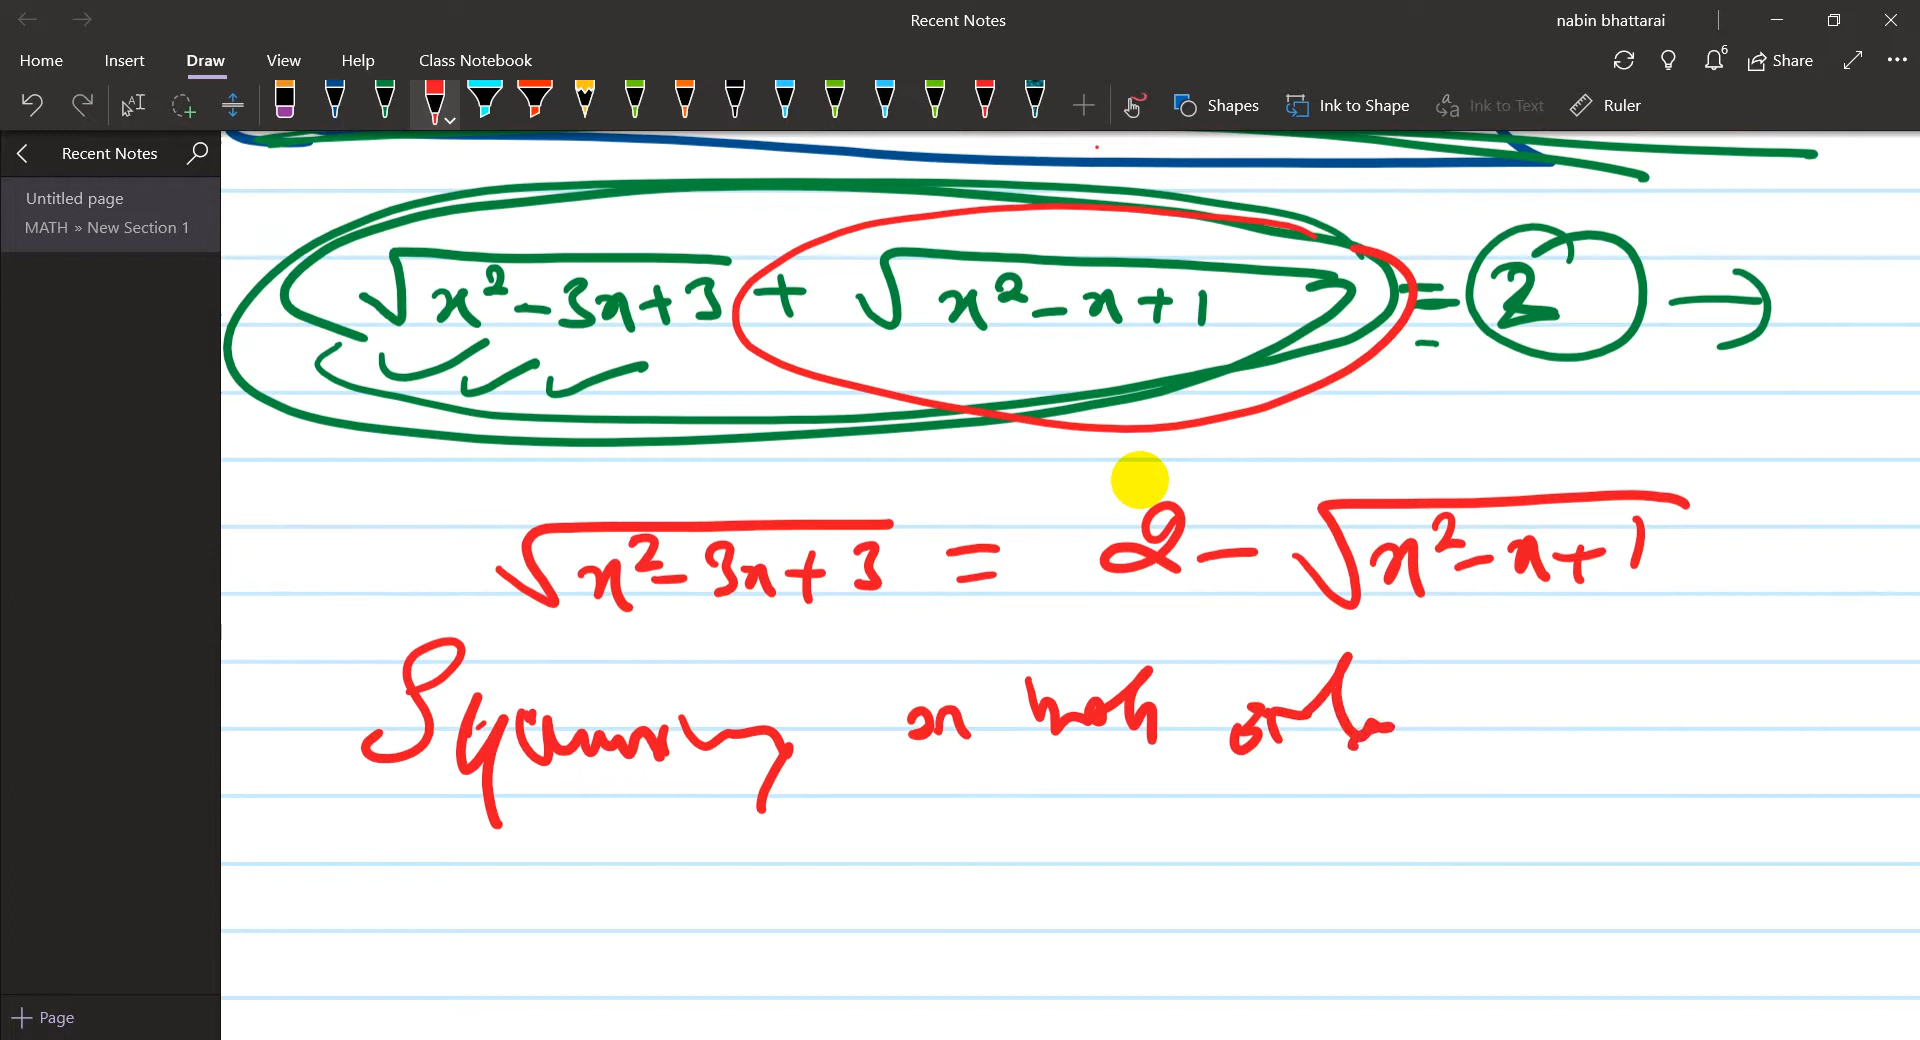 Recent Notes
nabin bhattarai
Home Insert Draw View Help Class Notebook
6
Share
Shapes Ink to Shape Ink to Text Ruler
Recent Notes
Untitled page
MATH » New Section 1
√(x² - 3x + 3) + √(x² - x + 1) = 2
√(x² - 3x + 3) = 2 - √(x² - x + 1)
Squaring on both
+ Page